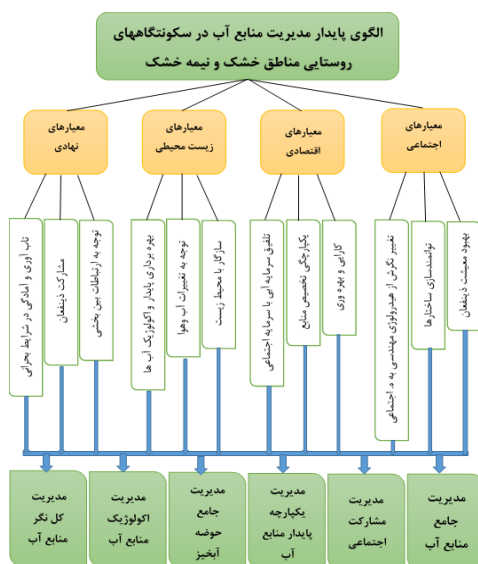 الگوی پایدار مدیریت منابع آب در سکونتگاههای
روستایی مناطق خشک و نیمه خشک
معیارهای
اجتماعی
معیارهای
اقتصادی
معیارهای
زیست محیطی
معیارهای
نهادی
بهبود معیشت ذینفعان
توانمندسازی ساختارها
تغییر نگرش از هیدرولوژی مهندسی به ه. اجتماعی
کارایی و بهره وری
یکپارچگی تخصیص منابع
تلفیق سرمایه آبی با سرمایه اجتماعی
سازگار با محیط زیست
توجه به تغییرات آب وهوا
بهره برداری پایدار و اکولوژیک آب ها
توجه به ارتباطات بین بخشی
مشارکت ذینفعان
تاب آوری و آمادگی در شرایط بحرانی
مدیریت
جامع
منابع آب
مدیریت
مشارکت
اجتماعی
مدیریت
یکپارچه
پایدار منابع
آب
مدیریت
جامع
حوضه
آبخیز
مدیریت
اکولوژیک
منابع آب
مدیریت
کل نگر
منابع آب